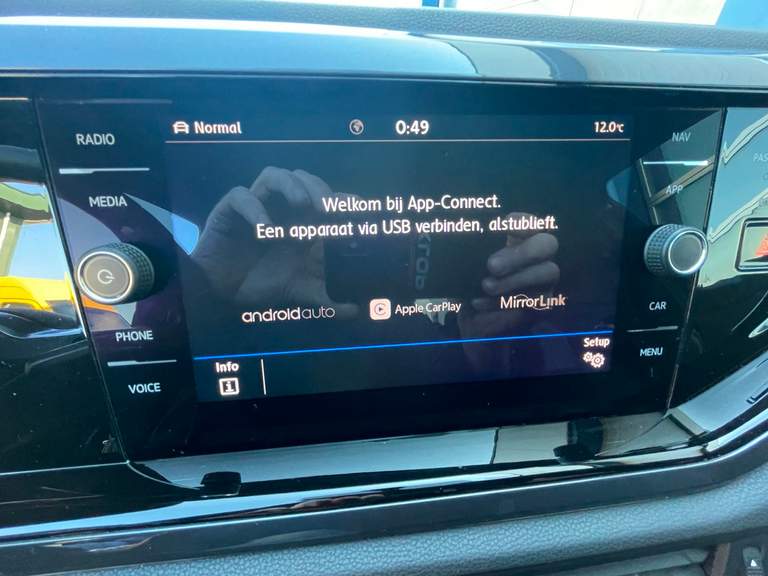 RADIO
MEDIA
PHONE
VOICE
Normal
0:49
12.0°C
Welkom bij App-Connect.
Een apparaat via USB verbinden, alstublieft.
androidauto
Apple CarPlay
MirrorLink
Info
Setup
NAV
APP
CAR
MENU